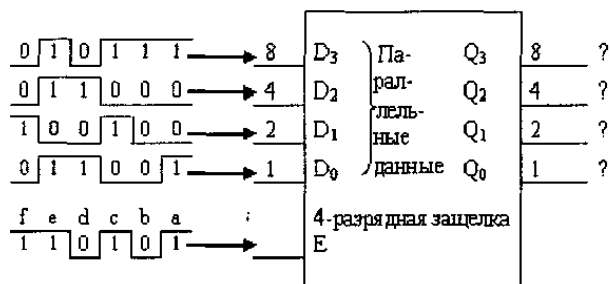 0 1 0 1 1 1 8 D3 Па- Q3 8 ?
0 1 1 0 0 0 4 D2 рал- Q2 4 ?
1 0 0 1 0 0 2 D1 лель- Q1 2 ?
ные
0 1 1 0 0 1 1 D0 данные Q0 1 ?
f e d c b a 4-разрядная защелка
1 1 0 1 0 1 E